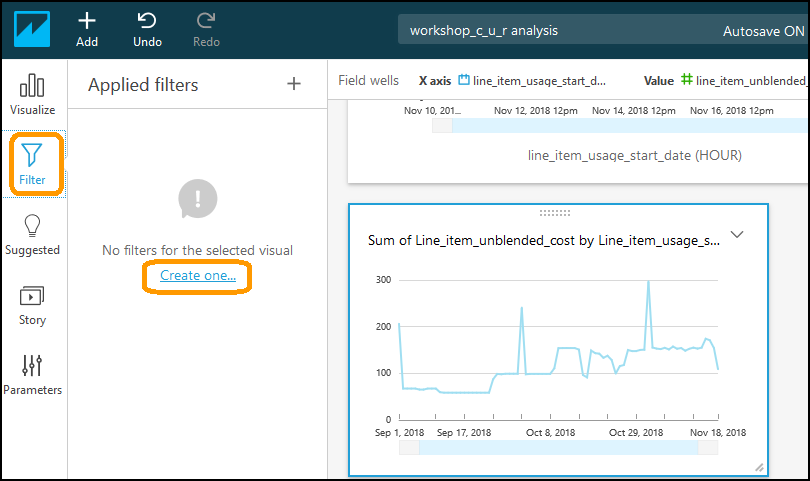 workshop_c_u_r analysis
Autosave ON
Add
Undo
Redo
Visualize
Filter
Suggested
Story
Parameters
Applied filters
No filters for the selected visual
Create one...
Field wells X axis line_item_usage_start_d... Value line_item_unblended_
Nov 10, 201... Nov 12, 2018 12pm Nov 14, 2018 12pm Nov 16, 2018 12pm
line_item_usage_start_date (HOUR)
Sum of Line_item_unblended_cost by Line_item_usage_s...
300
200
100
0
Sep 1, 2018 Sep 17, 2018 Oct 8, 2018 Oct 29, 2018 Nov 18, 2018